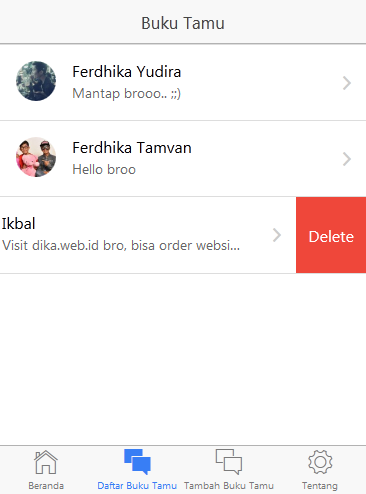 Buku Tamu
Ferdhika Yudira
Mantap brooo.. ;;)
Ferdhika Tamvan
Hello broo
Ikbal
Visit dika.web.id bro, bisa order websi...
Delete
Beranda
Daftar Buku Tamu
Tambah Buku Tamu
Tentang